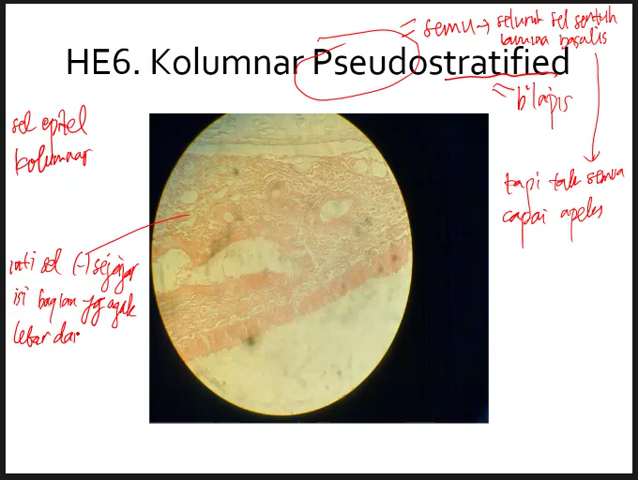 = semu → seluruh sel sentuh
lamina basalis
HE6. Kolumnar Pseudostratified
= b'lapis
sel epitel
kolumnar
tapi tak semua
capai apeks
inti sel (-) sejajar
isi bagian yg agak
lebar dari